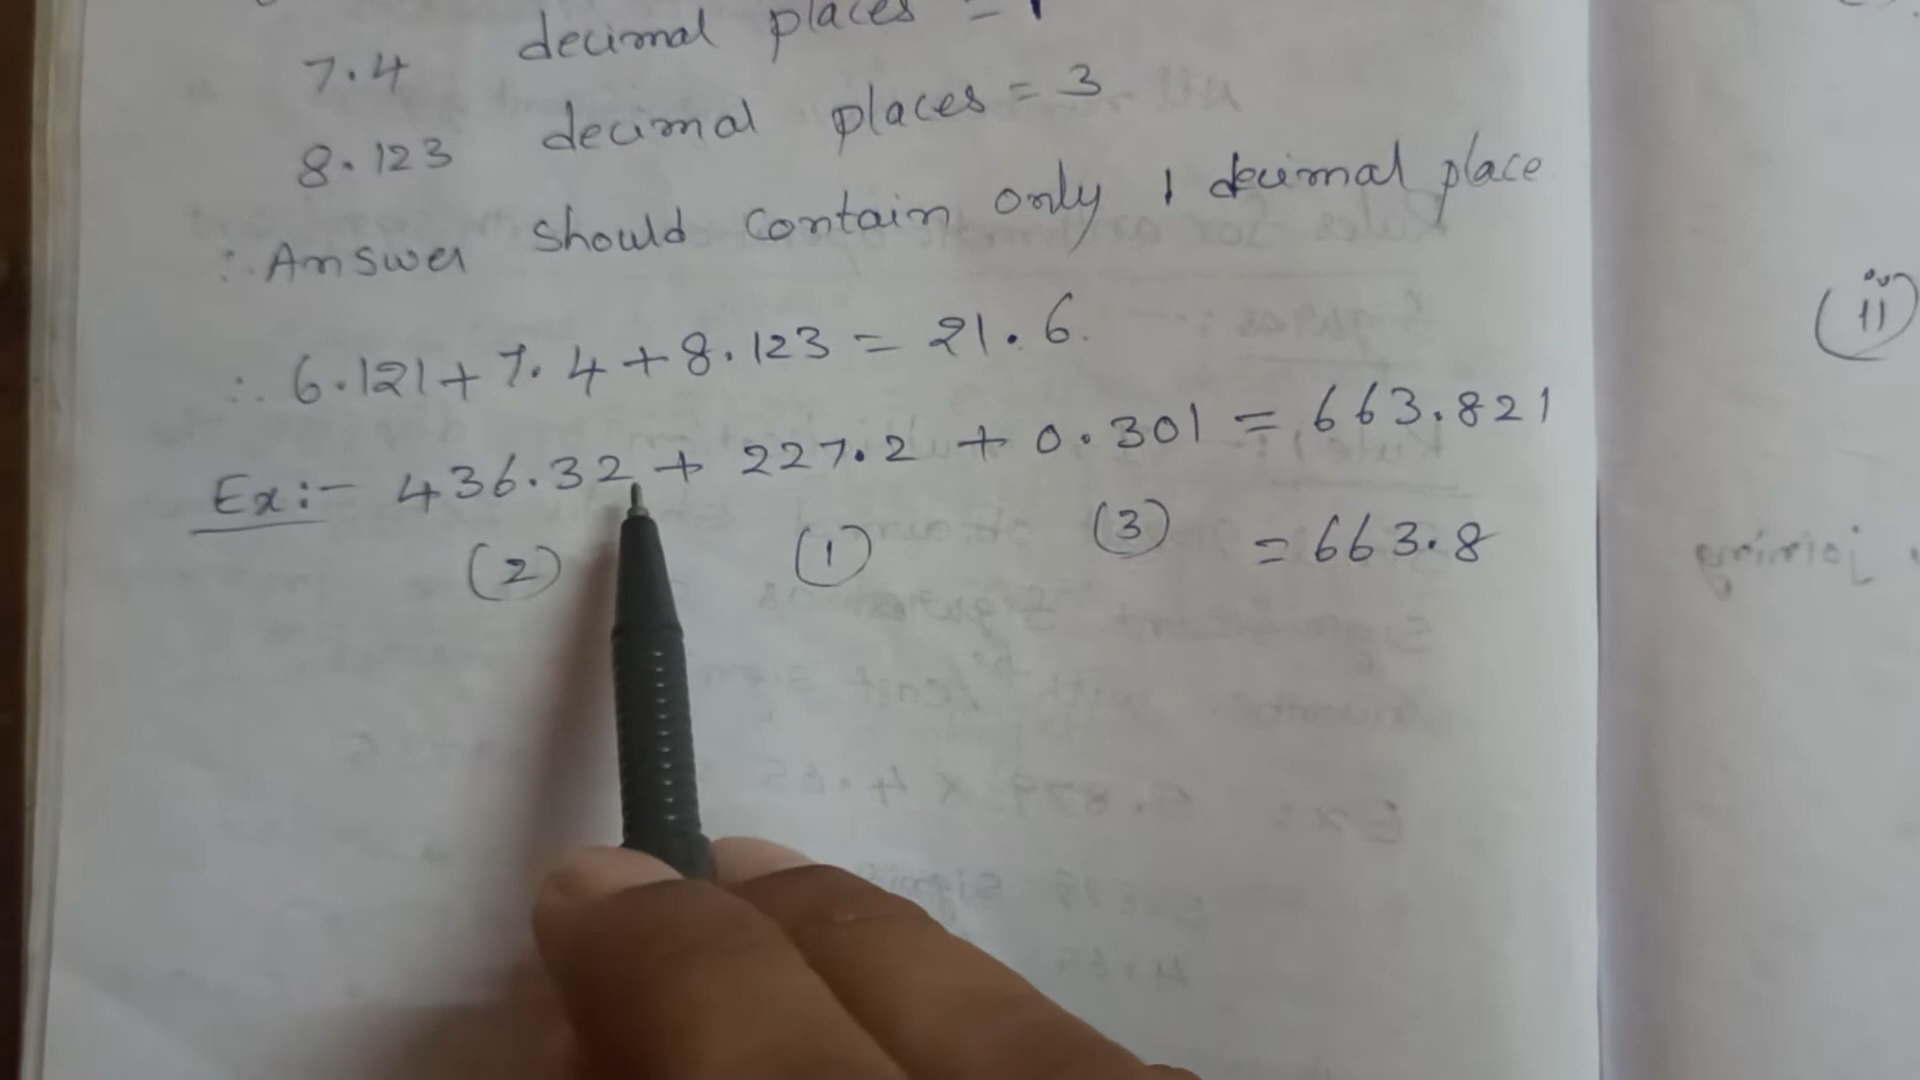 7.4 decimal places = 1
8.123 decimal places = 3
∴ Answer should contain only 1 decimal place
∴ 6.121 + 7.4 + 8.123 = 21.6.
Ex:- 436.32 + 227.2 + 0.301 = 663.821
(2) (1) (3) = 663.8
(ii)